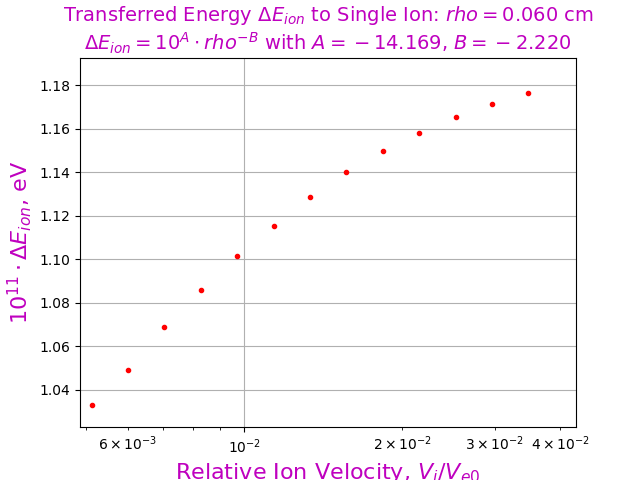 Transferred Energy ΔE_ion to Single Ion: rho = 0.060 cm
ΔE_ion = 10^A · rho^−B with A = −14.169, B = −2.220
10^11 · ΔE_ion, eV
1.18
1.16
1.14
1.12
1.10
1.08
1.06
1.04
6 × 10^−3 10^−2 2 × 10^−2 3 × 10^−2 4 × 10^−2
Relative Ion Velocity, V_i/V_e0